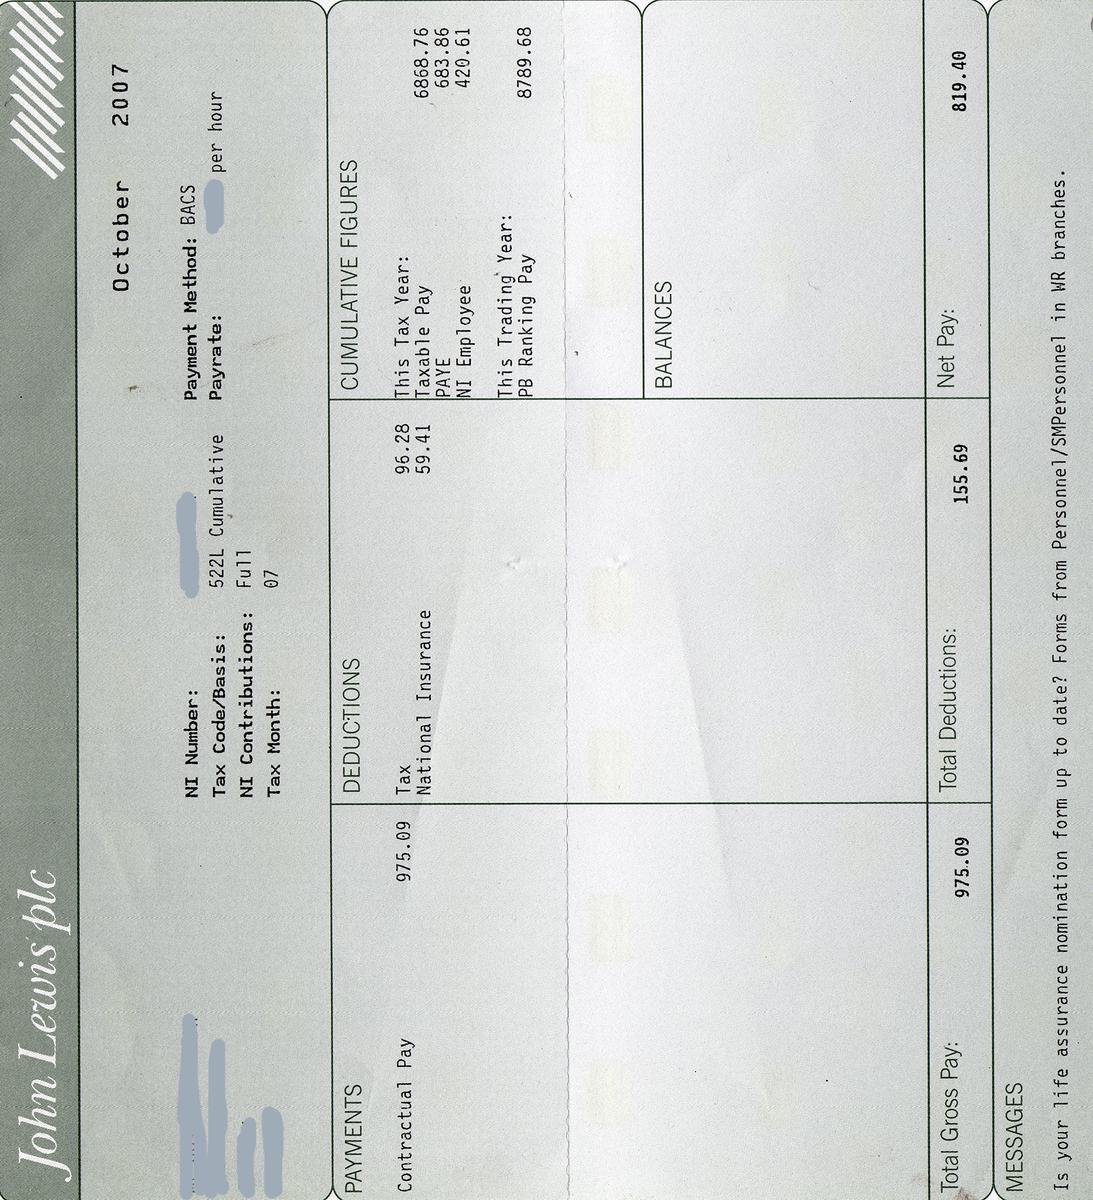 John Lewis plc
October 2007
NI Number:
Tax Code/Basis: 522L Cumulative
NI Contributions: Full
Tax Month: 07
Payment Method: BACS
Payrate: per hour
PAYMENTS
Contractual Pay 975.09
DEDUCTIONS
Tax 96.28
National Insurance 59.41
CUMULATIVE FIGURES
This Tax Year:
Taxable Pay 6868.76
PAYE 683.86
NI Employee 420.61
This Trading Year:
PB Ranking Pay 8789.68
BALANCES
Total Gross Pay: 975.09
Total Deductions: 155.69
Net Pay: 819.40
MESSAGES
Is your life assurance nomination form up to date? Forms from Personnel/SMPersonnel in WR branches.